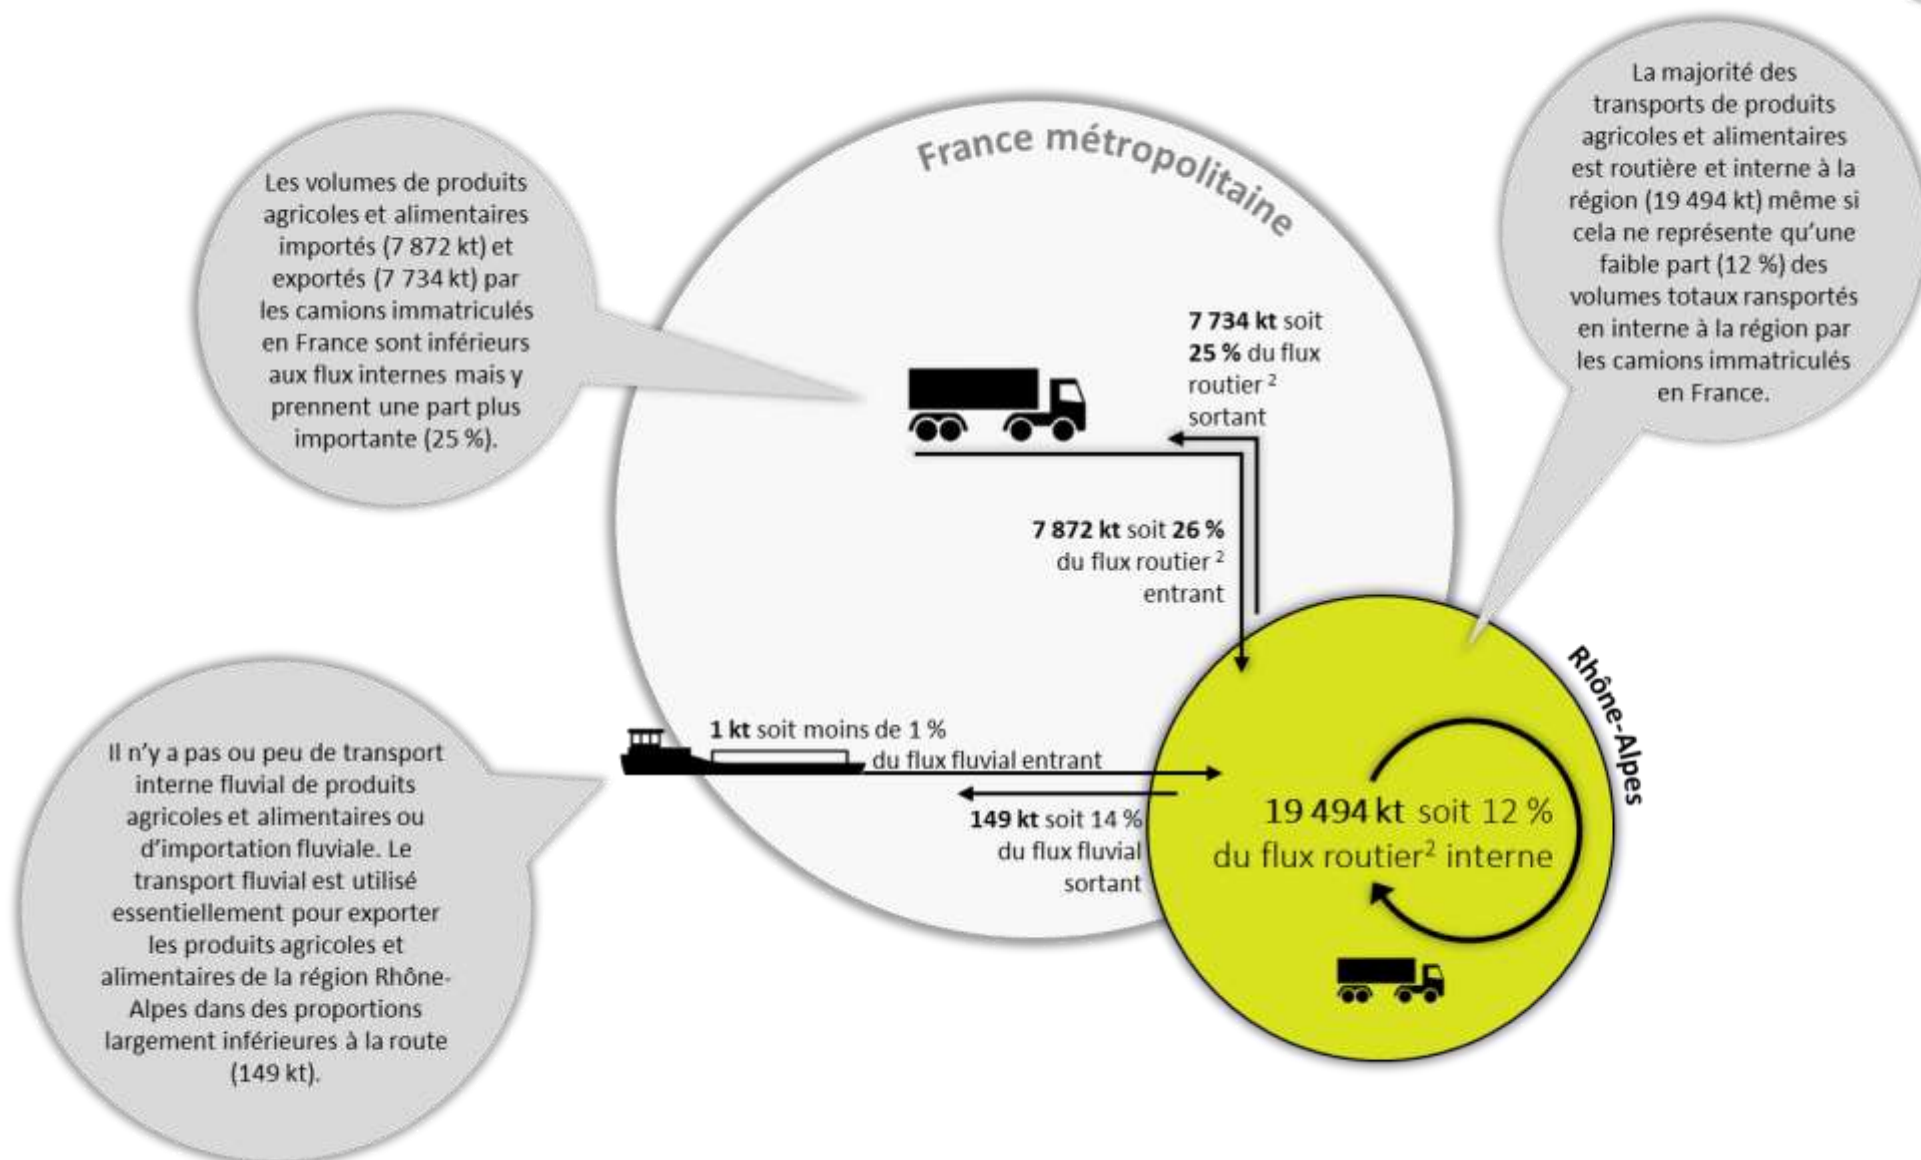 France métropolitaine
Les volumes de produits
agricoles et alimentaires
importés (7 872 kt) et
exportés (7 734 kt) par
les camions immatriculés
en France sont inférieurs
aux flux internes mais y
prennent une part plus
importante (25 %).
La majorité des
transports de produits
agricoles et alimentaires
est routière et interne à la
région (19 494 kt) même si
cela ne représente qu'une
faible part (12 %) des
volumes totaux ransportés
en interne à la région par
les camions immatriculés
en France.
7 734 kt soit
25 % du flux
routier ²
sortant
7 872 kt soit 26 %
du flux routier ²
entrant
Rhône-Alpes
1 kt soit moins de 1 %
du flux fluvial entrant
149 kt soit 14 %
du flux fluvial
sortant
19 494 kt soit 12 %
du flux routier² interne
Il n'y a pas ou peu de transport
interne fluvial de produits
agricoles et alimentaires ou
d'importation fluviale. Le
transport fluvial est utilisé
essentiellement pour exporter
les produits agricoles et
alimentaires de la région Rhône-
Alpes dans des proportions
largement inférieures à la route
(149 kt).